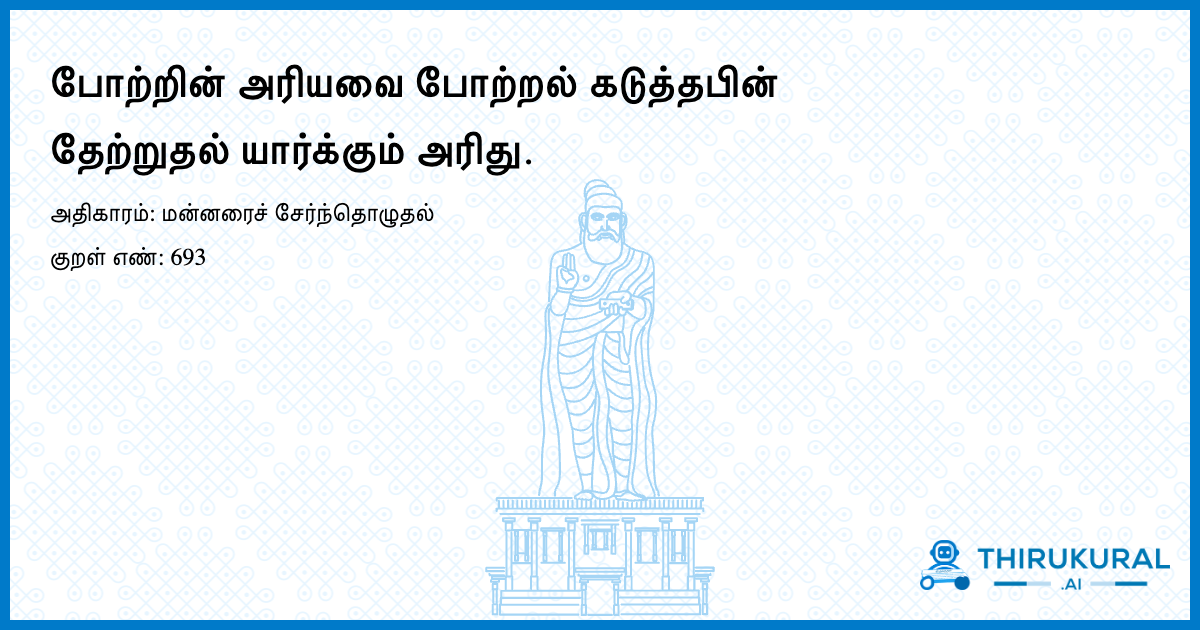 போற்றின் அரியவை போற்றல் கடுத்தபின்
தேற்றுதல் யார்க்கும் அரிது.
அதிகாரம்: மன்னரைச் சேர்ந்தொழுதல்
குறள் எண்: 693
THIRUKURAL
.AI